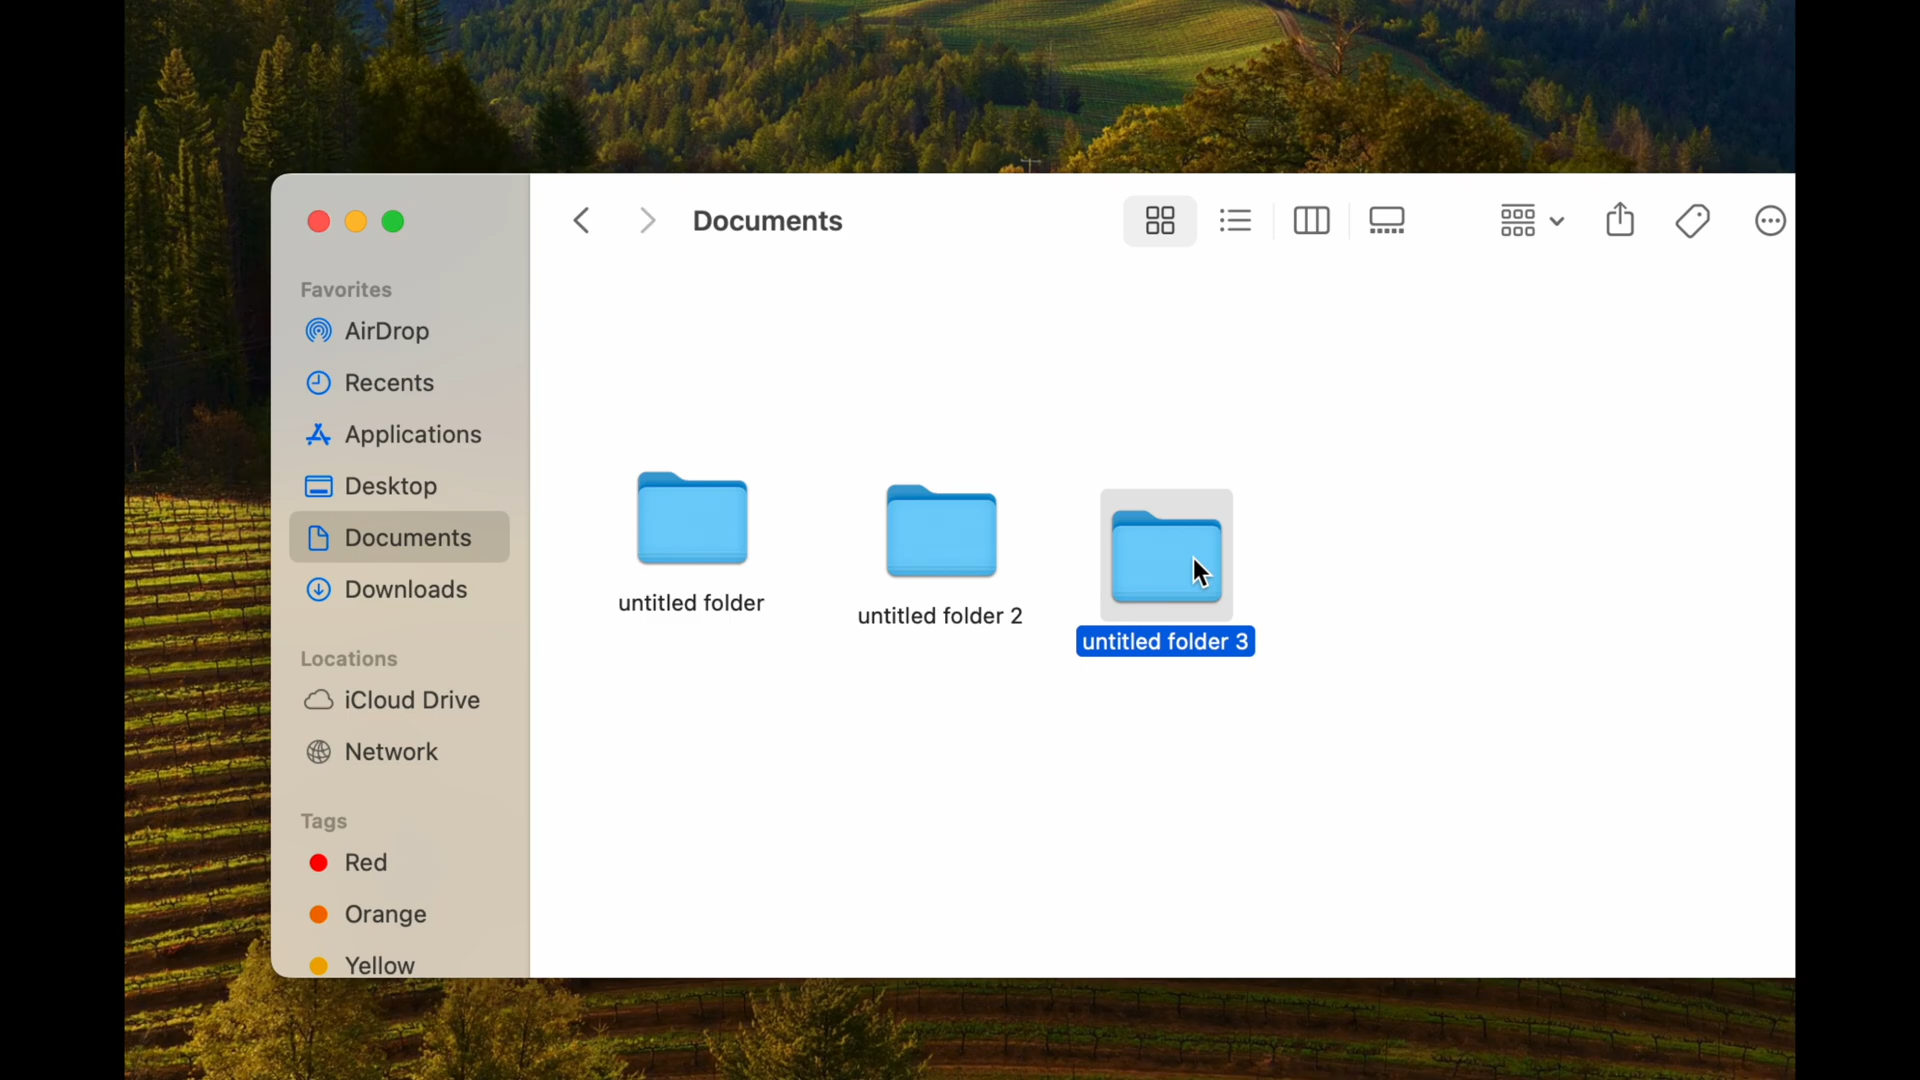 Documents
Favorites
AirDrop
Recents
Applications
Desktop
Documents
Downloads
Locations
iCloud Drive
Network
Tags
Red
Orange
Yellow
untitled folder
untitled folder 2
untitled folder 3